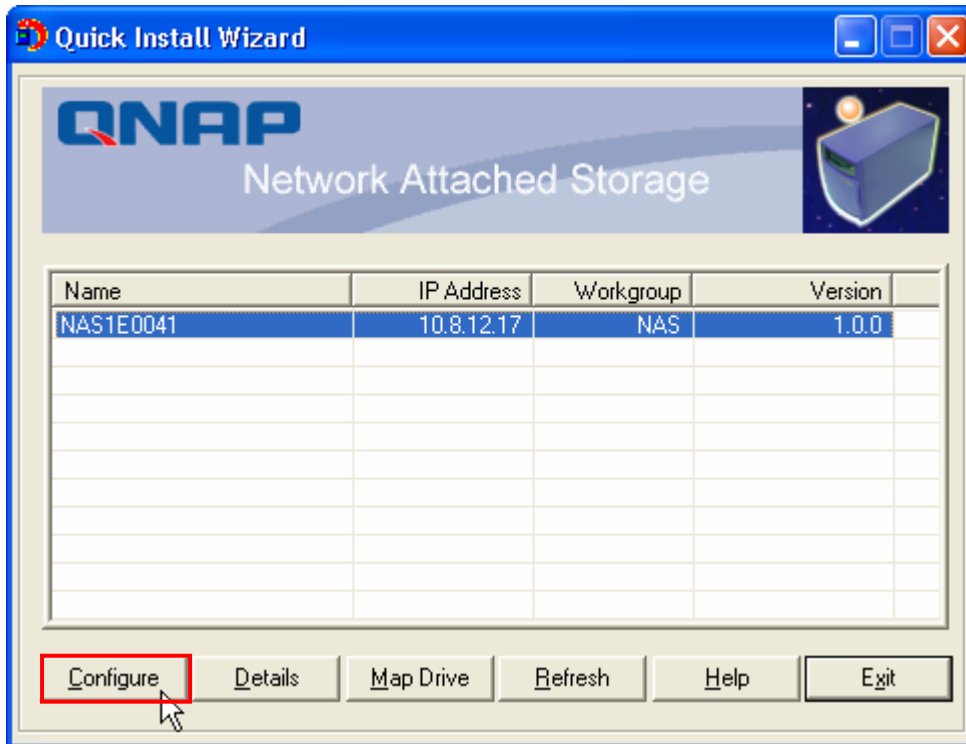 Quick Install Wizard
QNAP
Network Attached Storage
Name IP Address Workgroup Version
NAS1E0041 10.8.12.17 NAS 1.0.0
Configure Details Map Drive Refresh Help Exit